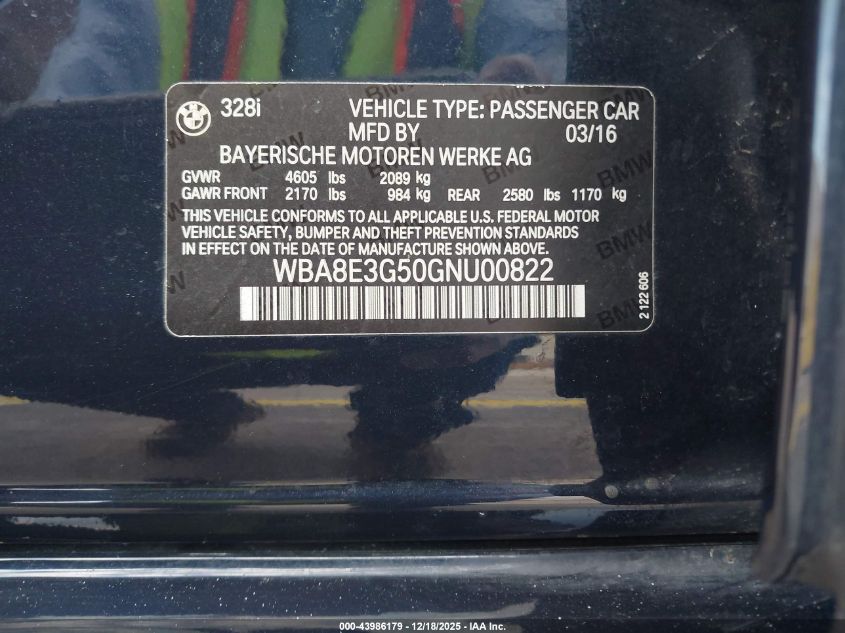 328i VEHICLE TYPE: PASSENGER CAR
MFD BY 03/16
BAYERISCHE MOTOREN WERKE AG
GVWR 4605 lbs 2089 kg
GAWR FRONT 2170 lbs 984 kg REAR 2580 lbs 1170 kg
THIS VEHICLE CONFORMS TO ALL APPLICABLE U.S. FEDERAL MOTOR
VEHICLE SAFETY, BUMPER AND THEFT PREVENTION STANDARDS
IN EFFECT ON THE DATE OF MANUFACTURE SHOWN ABOVE.
WBA8E3G50GNU00822
2 122 606
000-43986179 - 12/18/2025 - IAA Inc.